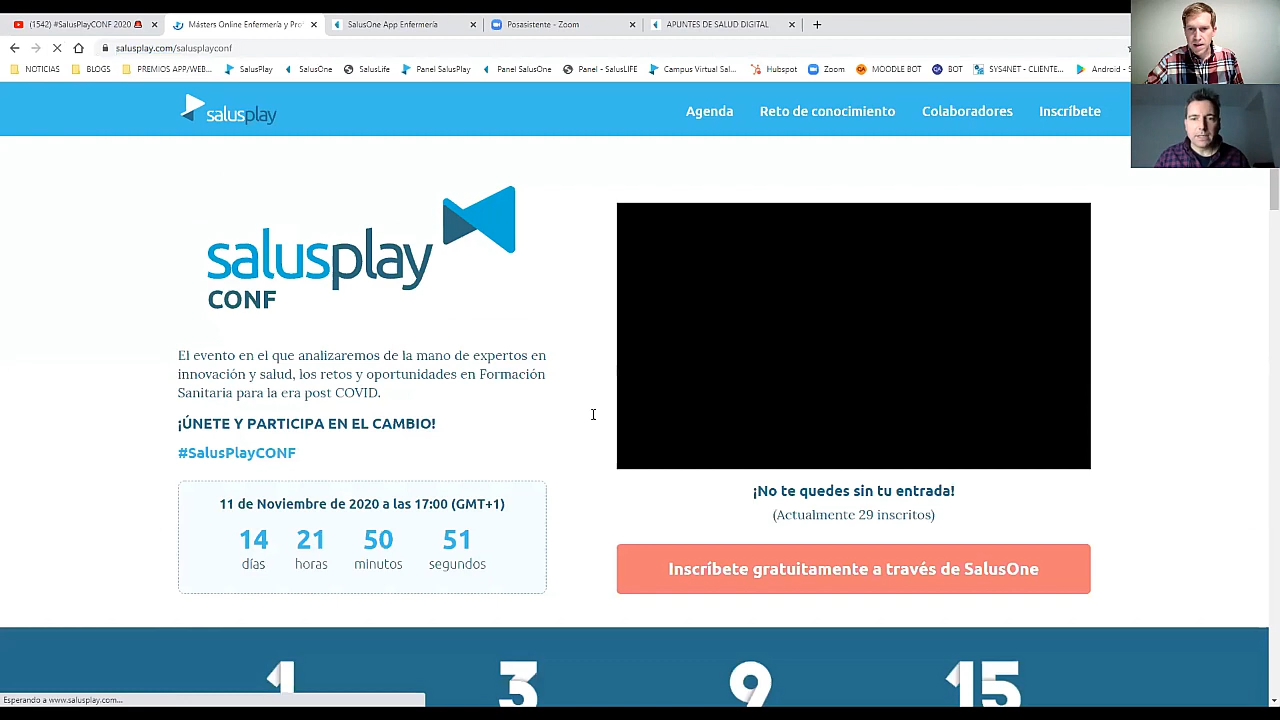 (1542) #SalusPlayCONF 2020
Másters Online Enfermería y Pro
SalusOne App Enfermería
Posasistente - Zoom
APUNTES DE SALUD DIGITAL
salusplay.com/salusplayconf
NOTICIAS
BLOGS
PREMIOS APP/WEB...
SalusPlay
SalusOne
SalusLife
Panel SalusPlay
Panel SalusOne
Panel - SalusLIFE
Campus Virtual Sal...
Hubspot
Zoom
MOODLE BOT
BOT
SYS4NET - CLIENTE...
Android -
salusplay
Agenda
Reto de conocimiento
Colaboradores
Inscríbete
salusplay
CONF
El evento en el que analizaremos de la mano de expertos en
innovación y salud, los retos y oportunidades en Formación
Sanitaria para la era post COVID.
¡ÚNETE Y PARTICIPA EN EL CAMBIO!
#SalusPlayCONF
11 de Noviembre de 2020 a las 17:00 (GMT+1)
14 21 50 51
días horas minutos segundos
¡No te quedes sin tu entrada!
(Actualmente 29 inscritos)
Inscríbete gratuitamente a través de SalusOne
1 3 9 15
Esperando a www.salusplay.com...